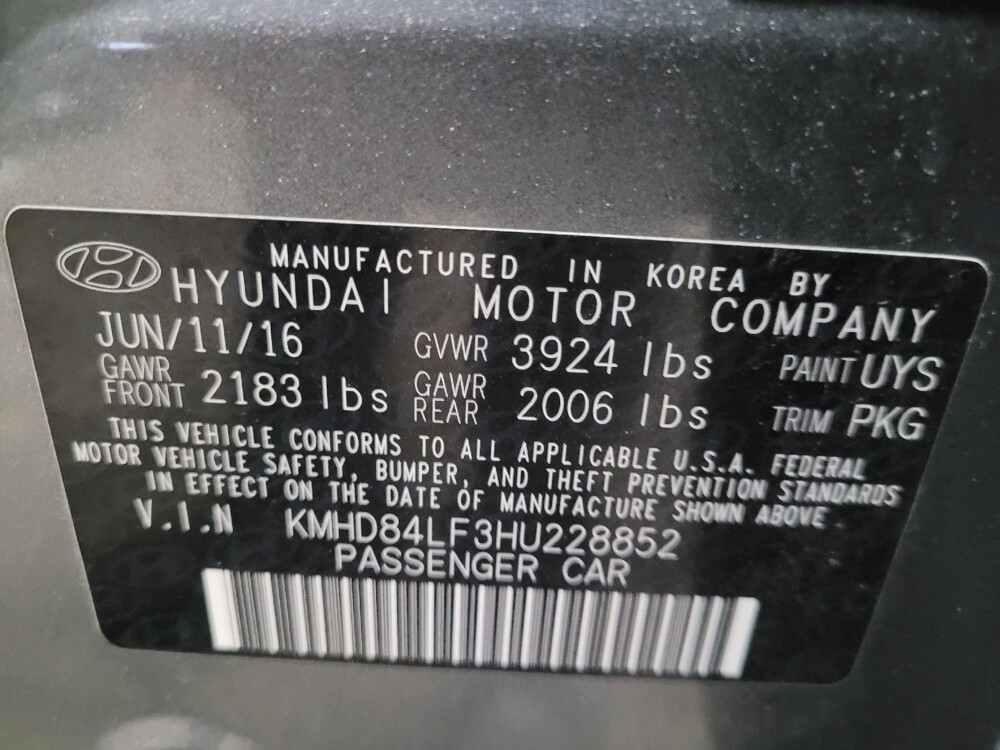 MANUFACTURED IN KOREA BY
HYUNDAI MOTOR COMPANY
JUN/11/16 GVWR 3924 lbs PAINT UYS
GAWR FRONT 2183 lbs GAWR REAR 2006 lbs TRIM PKG
THIS VEHICLE CONFORMS TO ALL APPLICABLE U.S.A. FEDERAL
MOTOR VEHICLE SAFETY, BUMPER, AND THEFT PREVENTION STANDARDS
IN EFFECT ON THE DATE OF MANUFACTURE SHOWN ABOVE.
V.I.N KMHD84LF3HU228852
PASSENGER CAR